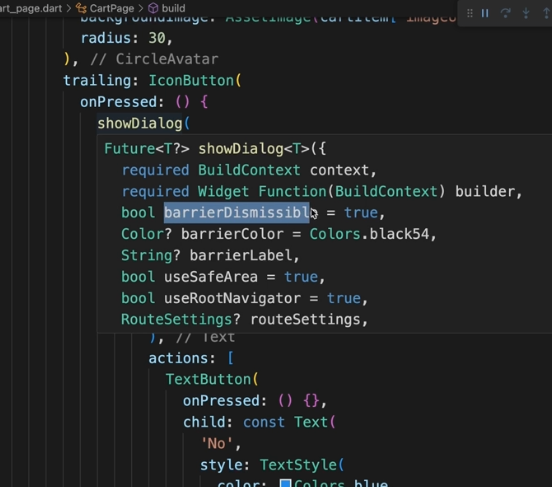 art_page.dart > CartPage > build
backgroundImage: AssetImage(cartItem['imageU
radius: 30,
), // CircleAvatar
trailing: IconButton(
onPressed: () {
showDialog(
Future<T?> showDialog<T>({
required BuildContext context,
required Widget Function(BuildContext) builder,
bool barrierDismissible = true,
Color? barrierColor = Colors.black54,
String? barrierLabel,
bool useSafeArea = true,
bool useRootNavigator = true,
RouteSettings? routeSettings,
), // Text
actions: [
TextButton(
onPressed: () {},
child: const Text(
'No',
style: TextStyle(
color: Colors.blue